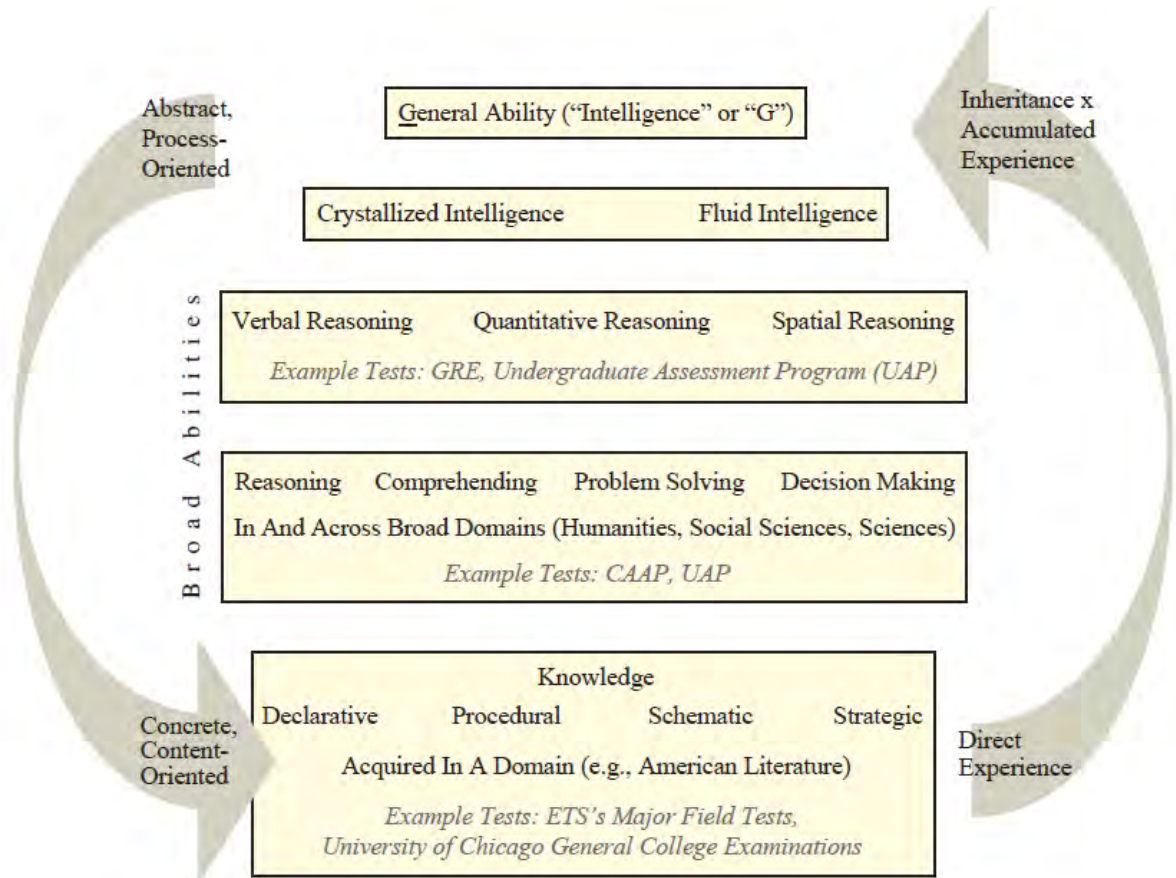 Abstract,
Process-
Oriented
General Ability (“Intelligence” or “G”)
Inheritance x
Accumulated
Experience
Crystallized Intelligence Fluid Intelligence
Broad Abilities
Verbal Reasoning Quantitative Reasoning Spatial Reasoning
Example Tests: GRE, Undergraduate Assessment Program (UAP)
Reasoning Comprehending Problem Solving Decision Making
In And Across Broad Domains (Humanities, Social Sciences, Sciences)
Example Tests: CAAP, UAP
Concrete,
Content-
Oriented
Knowledge
Declarative Procedural Schematic Strategic
Acquired In A Domain (e.g., American Literature)
Example Tests: ETS’s Major Field Tests,
University of Chicago General College Examinations
Direct
Experience